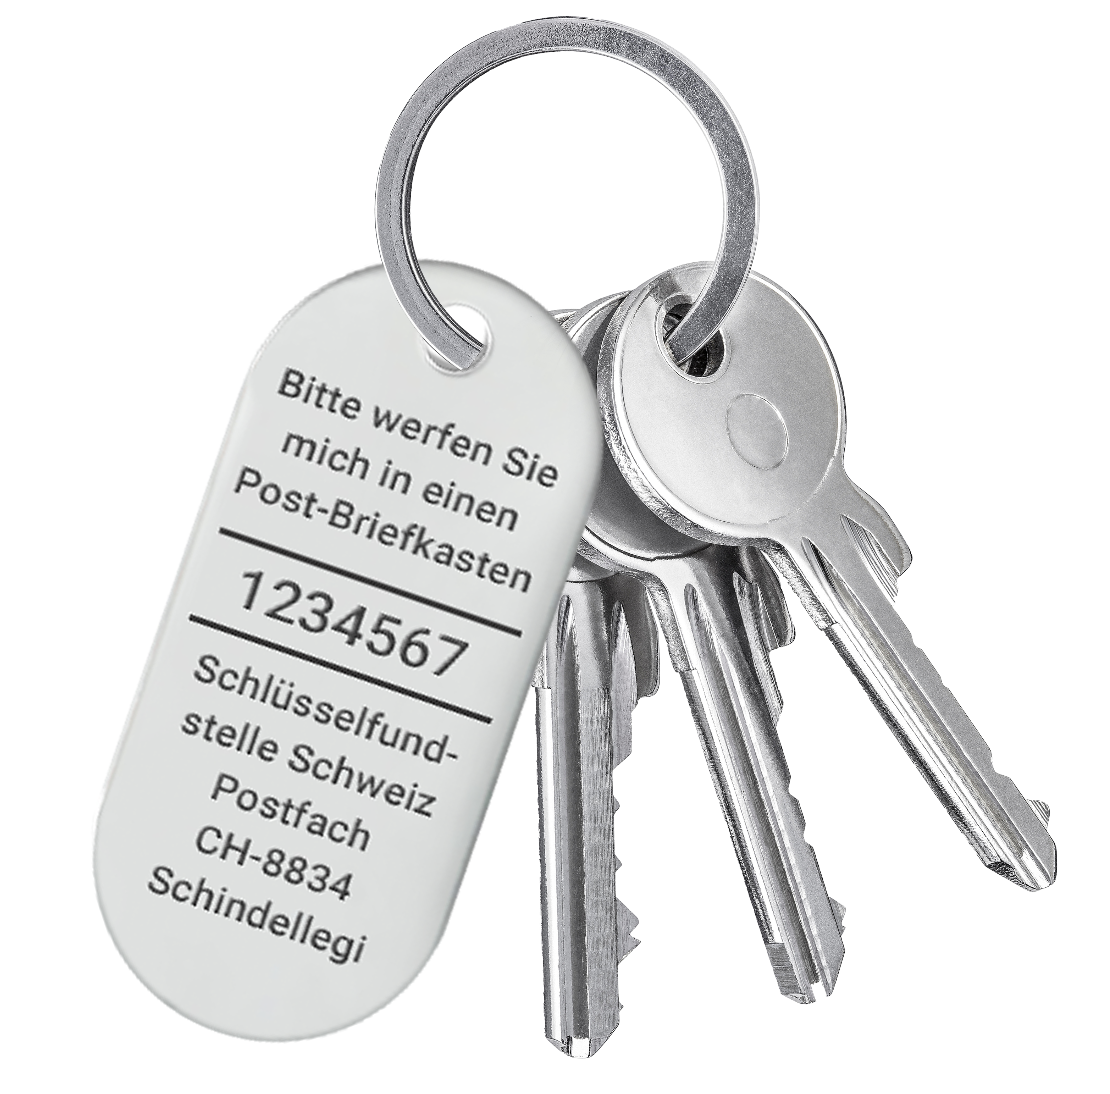 Bitte werfen Sie
mich in einen
Post-Briefkasten
1234567
Schlüsselfund-
stelle Schweiz
Postfach
CH-8834
Schindellegi